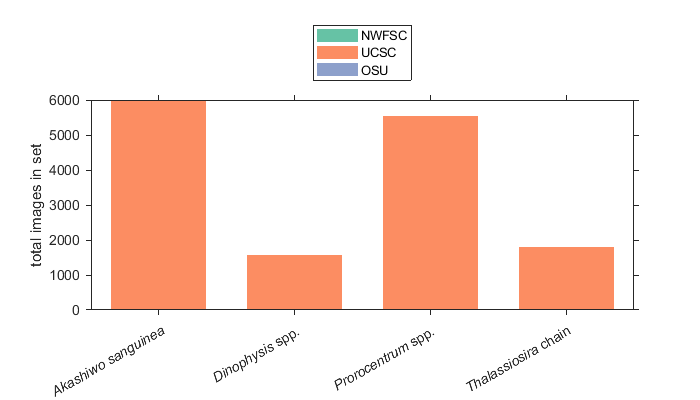 NWFSC
UCSC
OSU
total images in set
6000
5000
4000
3000
2000
1000
0
Akashiwo sanguinea
Dinophysis spp.
Prorocentrum spp.
Thalassiosira chain